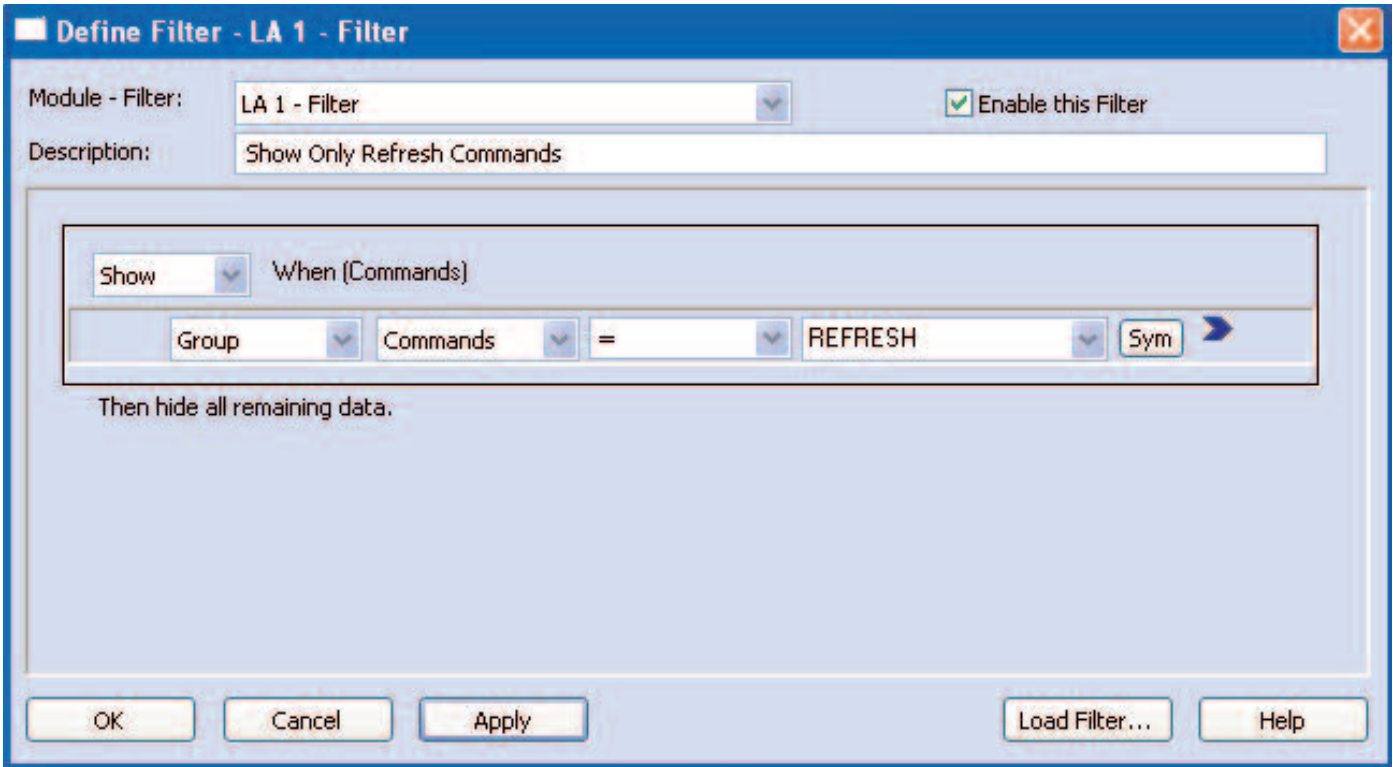 Define Filter - LA 1 - Filter
Module - Filter: LA 1 - Filter Enable this Filter
Description: Show Only Refresh Commands
Show When (Commands)
Group Commands = REFRESH Sym
Then hide all remaining data.
OK Cancel Apply Load Filter... Help